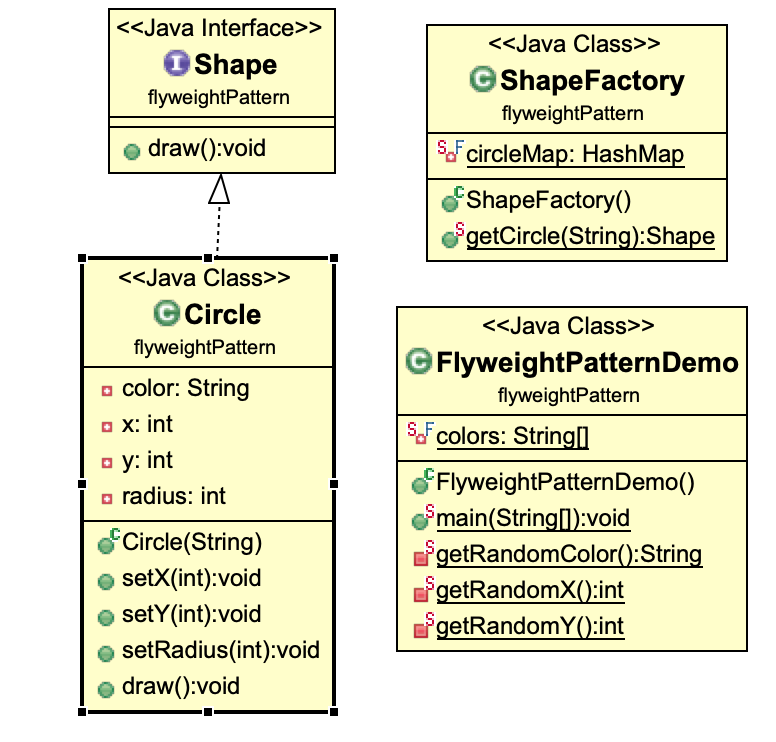 <<Java Interface>>
I Shape
flyweightPattern
draw():void
<<Java Class>>
C Circle
flyweightPattern
color: String
x: int
y: int
radius: int
C Circle(String)
setX(int):void
setY(int):void
setRadius(int):void
draw():void
<<Java Class>>
C ShapeFactory
flyweightPattern
S F circleMap: HashMap
C ShapeFactory()
S getCircle(String):Shape
<<Java Class>>
C FlyweightPatternDemo
flyweightPattern
S F colors: String[]
C FlyweightPatternDemo()
S main(String[]):void
S getRandomColor():String
S getRandomX():int
S getRandomY():int